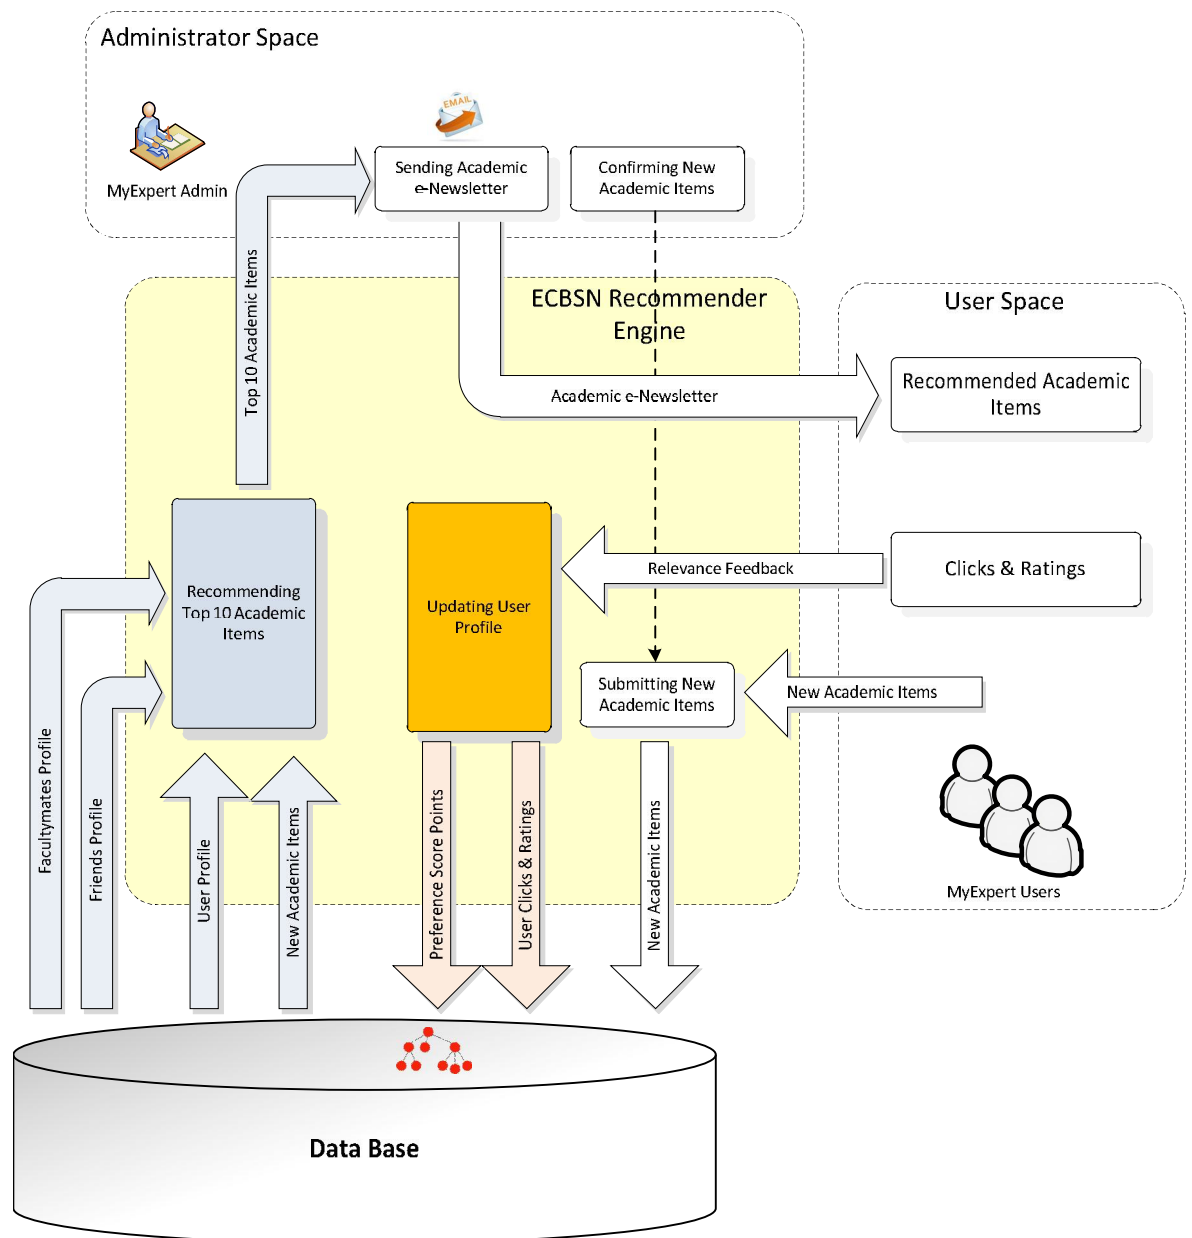 Administrator Space
EMAIL
MyExpert Admin
Sending Academic
e-Newsletter
Confirming New
Academic Items
Top 10 Academic Items
ECBSN Recommender
Engine
User Space
Recommended Academic
Items
Academic e-Newsletter
Recommending
Top 10 Academic
Items
Updating User
Profile
Relevance Feedback
Clicks & Ratings
Submitting New
Academic Items
New Academic Items
Facultymates Profile
Friends Profile
User Profile
New Academic Items
Preference Score Points
User Clicks & Ratings
New Academic Items
MyExpert Users
Data Base